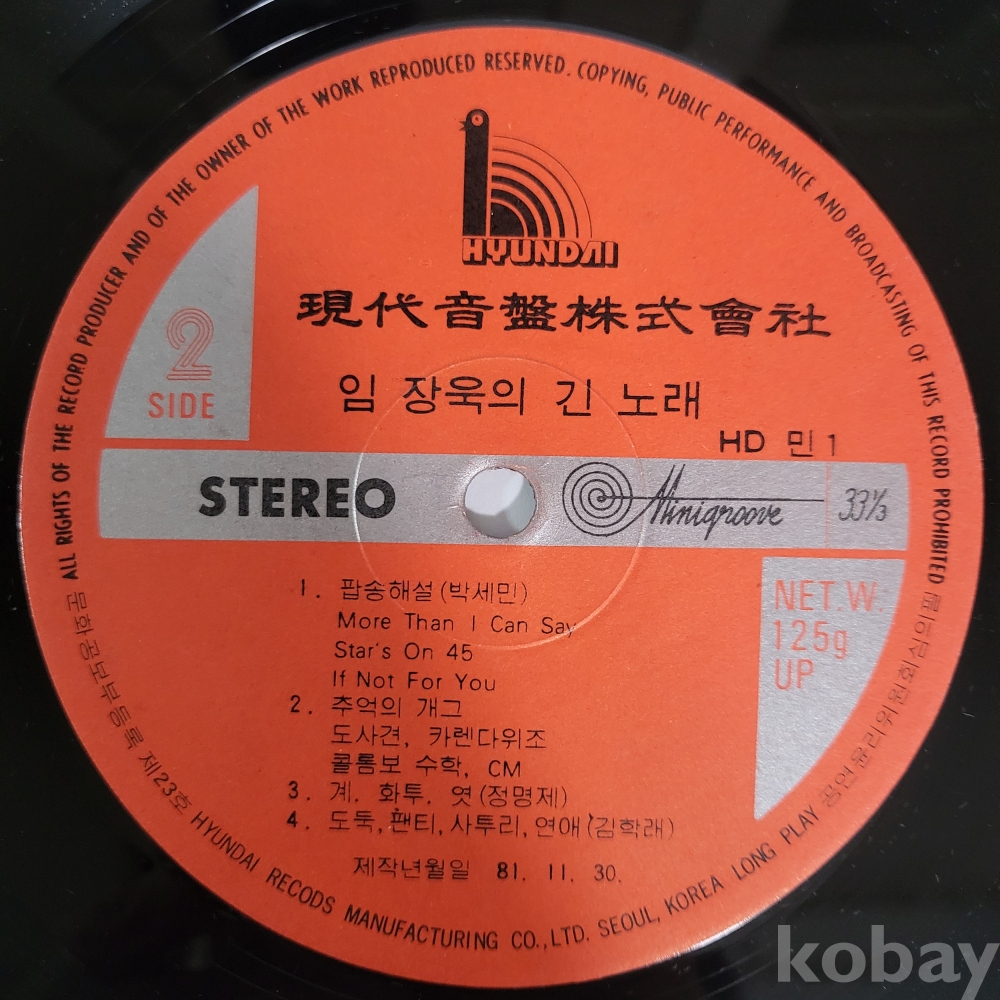 ALL RIGHTS OF THE RECORD PRODUCER AND OF THE OWNER OF THE WORK REPRODUCED RESERVED. COPYING, PUBLIC PERFORMANCE AND BROADCASTING OF THIS RECORD PROHIBITED
HYUNDAI
現代音盤株式會社
2
SIDE
임 장욱의 긴 노래
HD 민 1
STEREO
Minigroove
33⅓
NET.W.
125g
UP
1. 팝송해설 (박세민)
More Than I Can Say
Star's On 45
If Not For You
2. 추억의 개그
도사견, 카렌다위조
콜롬보 수학, CM
3. 계. 화투. 엿 (정명제)
4. 도둑, 팬티, 사투리, 연애 (김학래)
제작년월일 81. 11. 30.
문화공보부등록 제23호 HYUNDAI RECODS MANUFACTURING CO.,LTD. SEOUL, KOREA LONG PLAY 공연윤리위원회
kobay